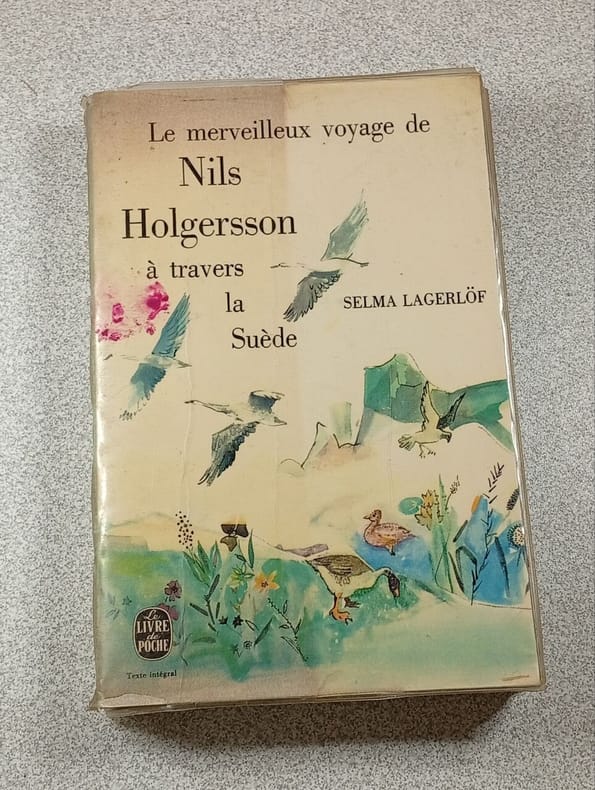 Le merveilleux voyage de
Nils
Holgersson
à travers
la
Suède
SELMA LAGERLÖF
Le
LIVRE
de
POCHE
Texte intégral